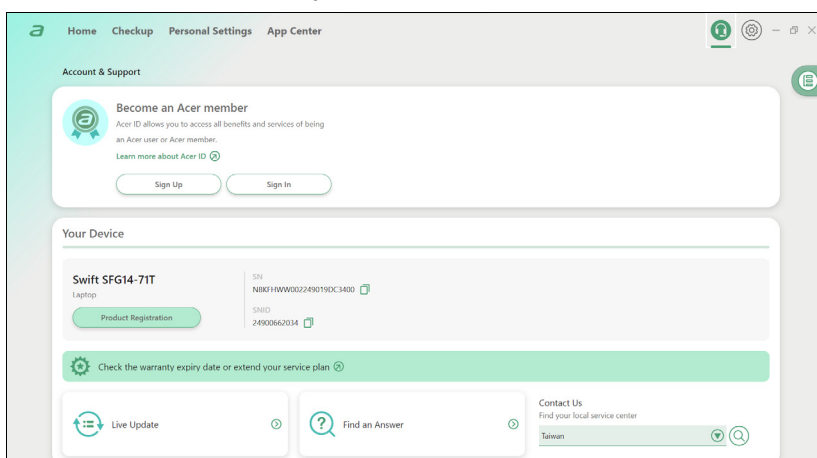 Home Checkup Personal Settings App Center
Account & Support
Become an Acer member
Acer ID allows you to access all benefits and services of being
an Acer user or Acer member.
Learn more about Acer ID
Sign Up Sign In
Your Device
Swift SFG14-71T
Laptop
Product Registration
SN
NBKFHWW002249019DC3400
SNID
24900662034
Check the warranty expiry date or extend your service plan
Live Update
Find an Answer
Contact Us
Find your local service center
Taiwan